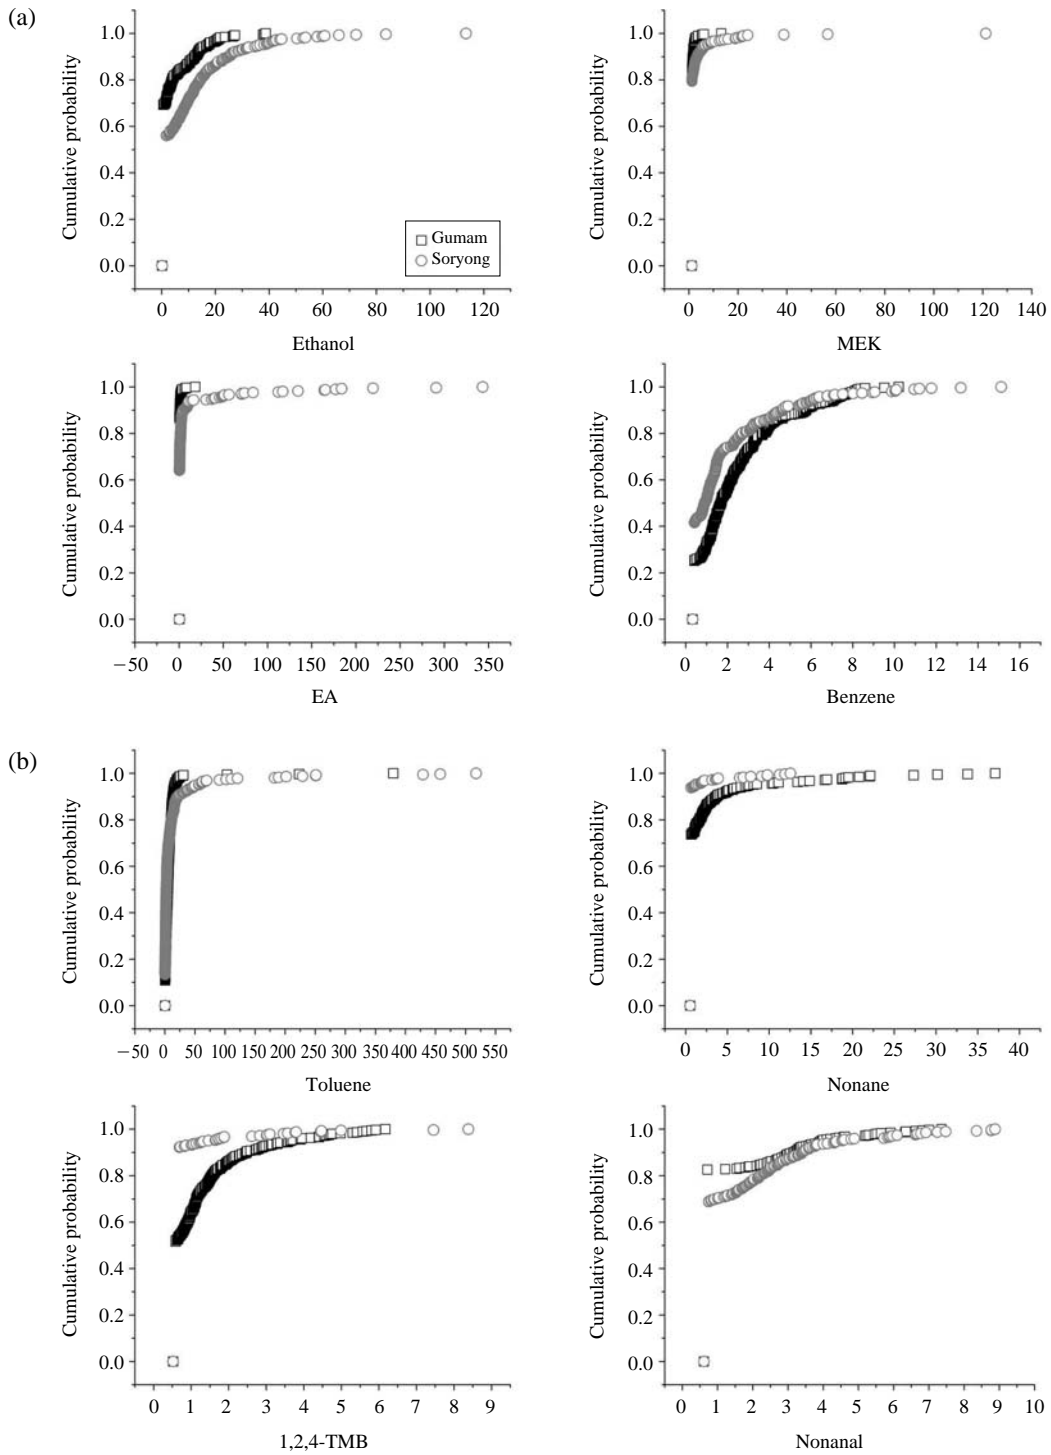 (a)
Cumulative probability
1.0
0.8
0.6
0.4
0.2
0.0
Gumam
Soryong
0 20 40 60 80 100 120
Ethanol
Cumulative probability
1.0
0.8
0.6
0.4
0.2
0.0
0 20 40 60 80 100 120 140
MEK
Cumulative probability
1.0
0.8
0.6
0.4
0.2
0.0
−50 0 50 100 150 200 250 300 350
EA
Cumulative probability
1.0
0.8
0.6
0.4
0.2
0.0
0 2 4 6 8 10 12 14 16
Benzene
(b)
Cumulative probability
1.0
0.8
0.6
0.4
0.2
0.0
−50 0 50 100 150 200 250 300 350 400 450 500 550
Toluene
Cumulative probability
1.0
0.8
0.6
0.4
0.2
0.0
0 5 10 15 20 25 30 35 40
Nonane
Cumulative probability
1.0
0.8
0.6
0.4
0.2
0.0
0 1 2 3 4 5 6 7 8 9
1,2,4-TMB
Cumulative probability
1.0
0.8
0.6
0.4
0.2
0.0
0 1 2 3 4 5 6 7 8 9 10
Nonanal